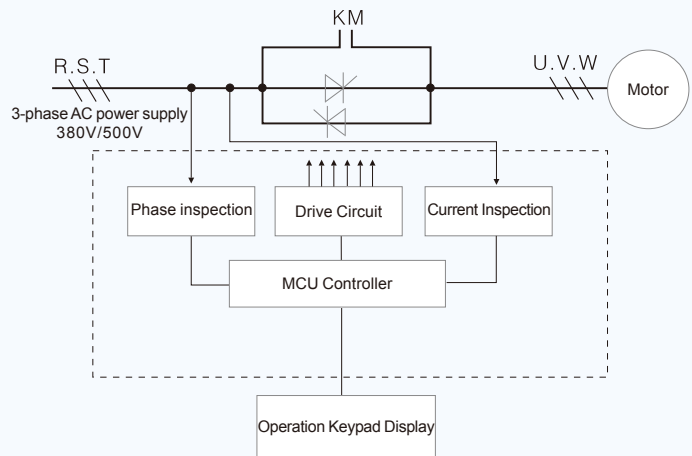 KM
R.S.T
U.V.W
Motor
3-phase AC power supply
380V/500V
Phase inspection
Drive Circuit
Current Inspection
MCU Controller
Operation Keypad Display